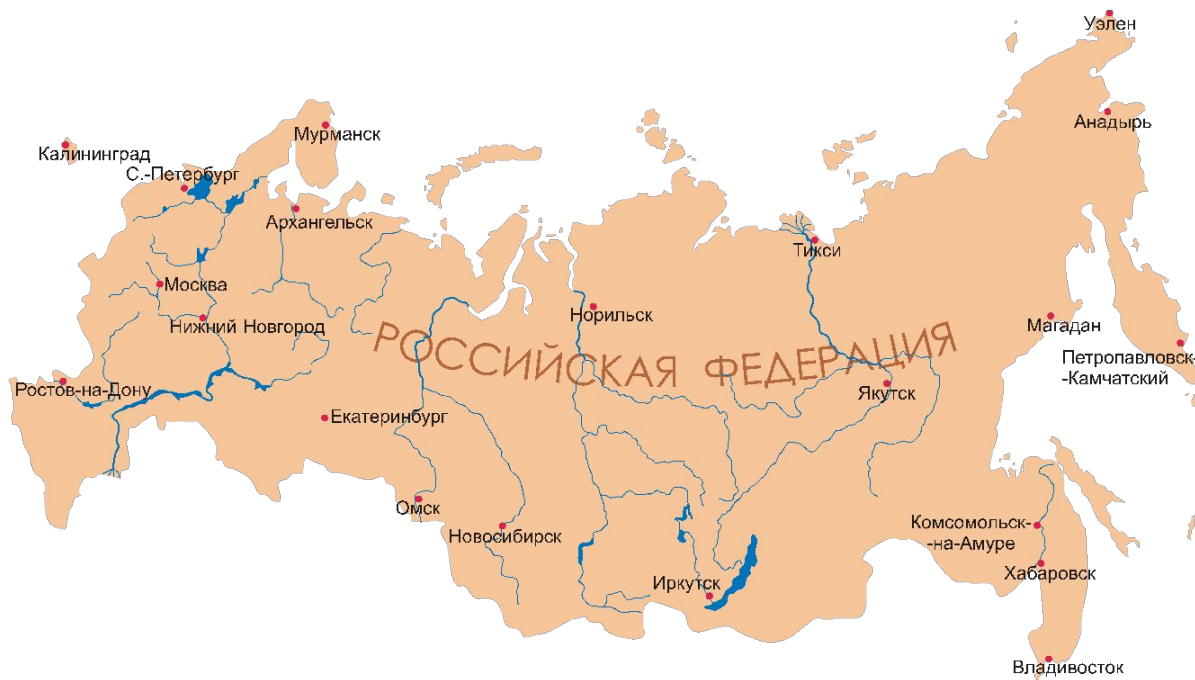 Уэлен
Анадырь
Мурманск
Калининград
С.-Петербург
Архангельск
Тикси
Москва
Норильск
Нижний Новгород
Магадан
РОССИЙСКАЯ ФЕДЕРАЦИЯ
Петропавловск-
-Камчатский
Ростов-на-Дону
Якутск
Екатеринбург
Омск
Новосибирск
Комсомольск-
-на-Амуре
Хабаровск
Иркутск
Владивосток